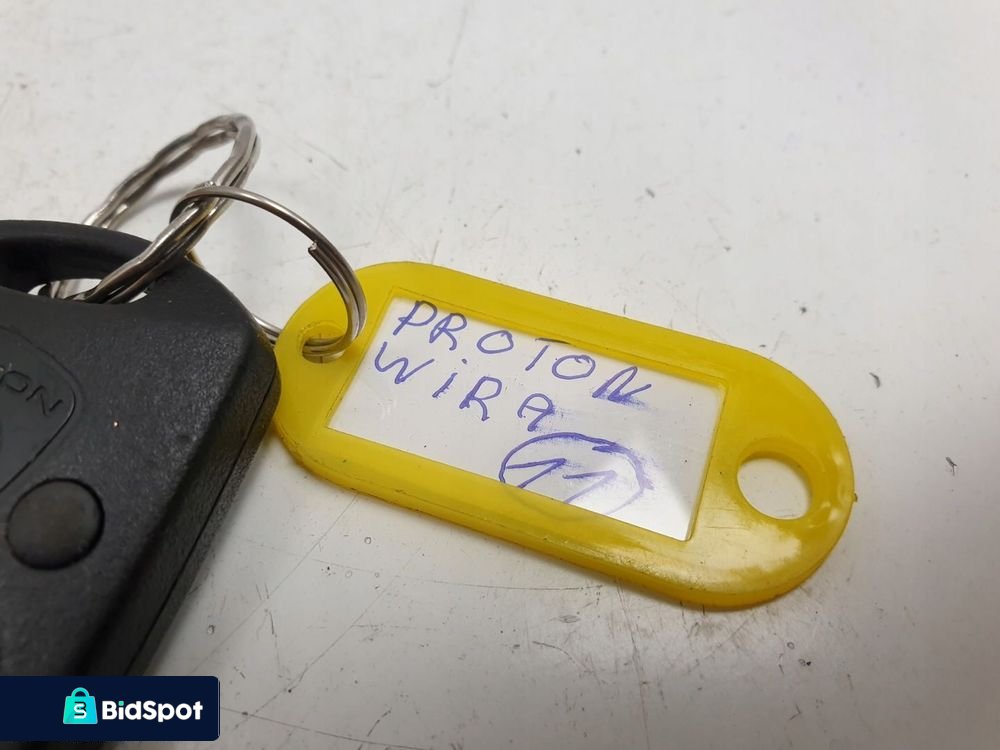 PROTON
WiRA
11
BidSpot